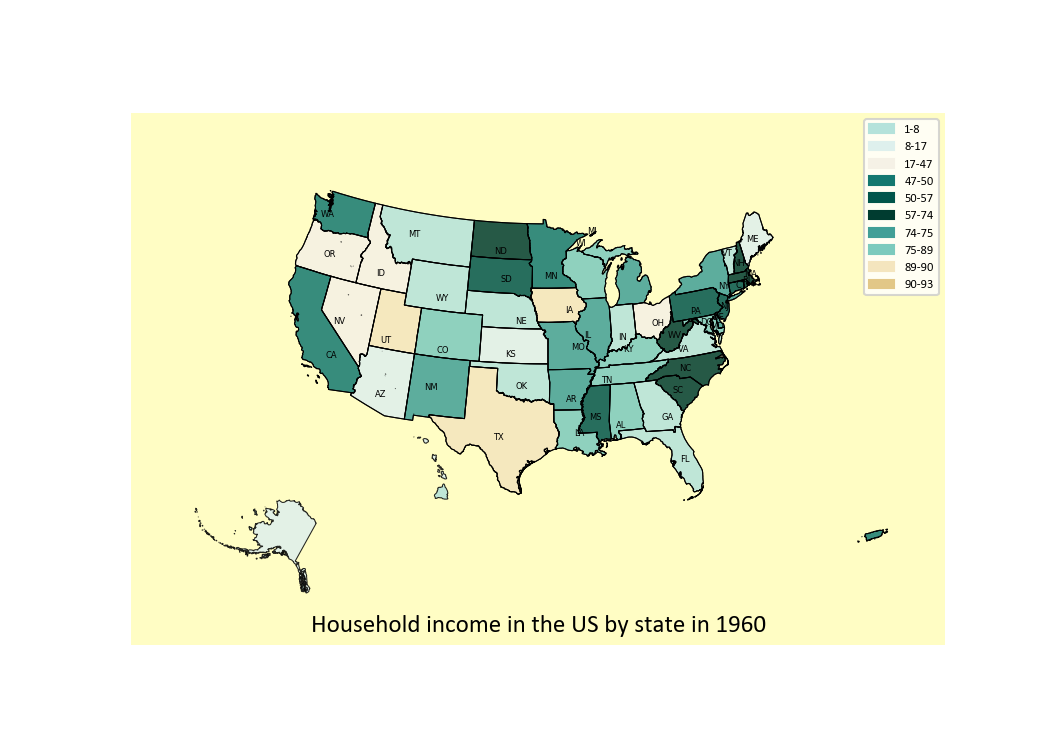 1-8
8-17
17-47
47-50
50-57
57-74
74-75
75-89
89-90
90-93
WA
MT
ND
MN
MI
WI
ME
OR
ID
SD
WY
NE
IA
NY
PA
NV
UT
CO
KS
MO
IL
IN
OH
WV
VA
KY
CA
AZ
NM
OK
AR
TN
NC
SC
MS
AL
GA
TX
LA
FL
Household income in the US by state in 1960